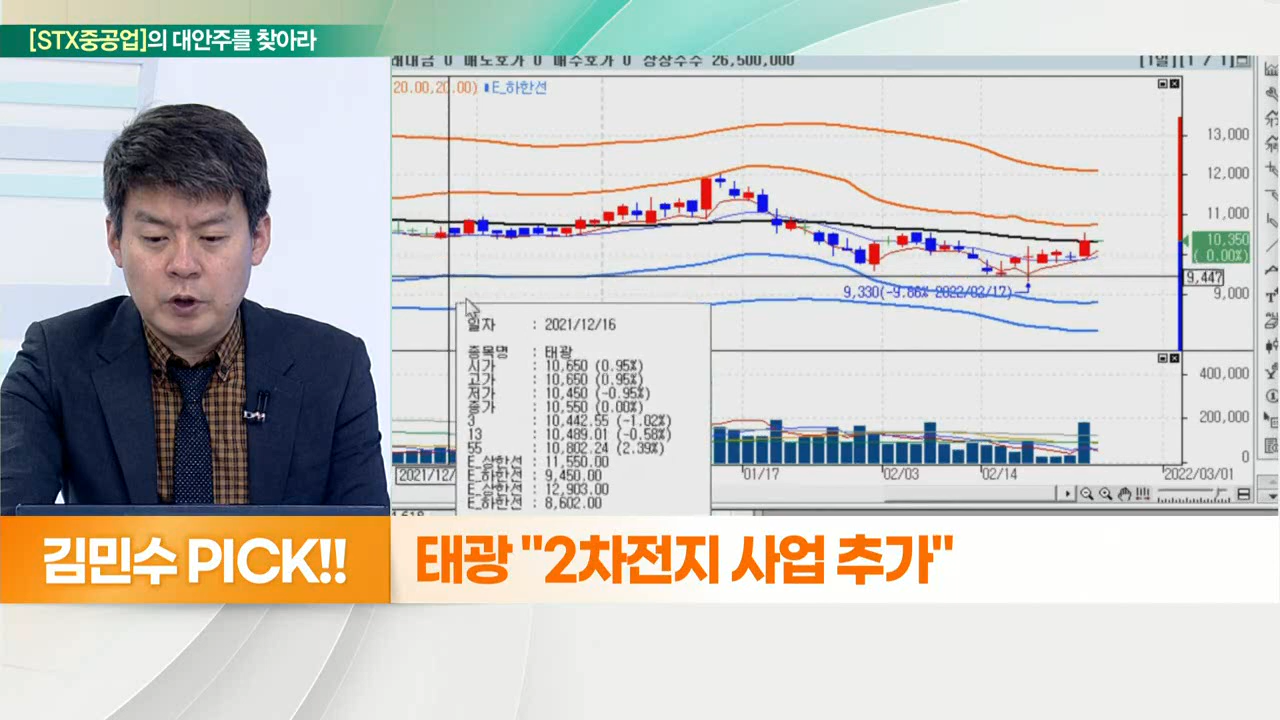 [STX중공업]의 대안주를 찾아라
래대금 0 매도호가 0 매수호가 0 상장주수 26,500,000
[1일][1 / 1]
20.00,20.00) E_하한선
13,000
12,000
11,000
10,350
( 0.00%)
9,447
9,000
9,330(-9.86% 2022/02/17)→
일자 : 2021/12/16
종목명 : 태광
시가 : 10,650 (0.95%)
고가 : 10,650 (0.95%)
저가 : 10,450 (-0.95%)
종가 : 10,550 (0.00%)
3 : 10,442.55 (-1.02%)
13 : 10,489.01 (-0.58%)
55 : 10,802.24 (2.39%)
E_상한선 : 11,550.00
E_하한선 : 9,450.00
E_상한선 : 12,903.00
E_하한선 : 8,602.00
400,000
200,000
0
2021/12/ 01/17 02/03 02/14 2022/03/01
김민수 PICK!!
태광 "2차전지 사업 추가"